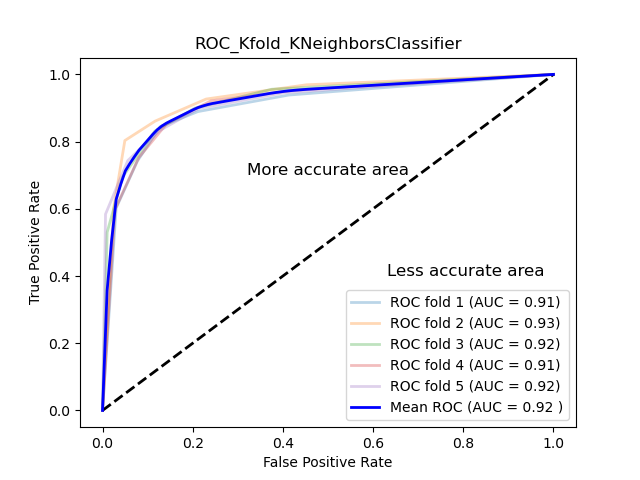 ROC_Kfold_KNeighborsClassifier
True Positive Rate
1.0
0.8
0.6
0.4
0.2
0.0
More accurate area
Less accurate area
ROC fold 1 (AUC = 0.91)
ROC fold 2 (AUC = 0.93)
ROC fold 3 (AUC = 0.92)
ROC fold 4 (AUC = 0.91)
ROC fold 5 (AUC = 0.92)
Mean ROC (AUC = 0.92 )
0.0 0.2 0.4 0.6 0.8 1.0
False Positive Rate